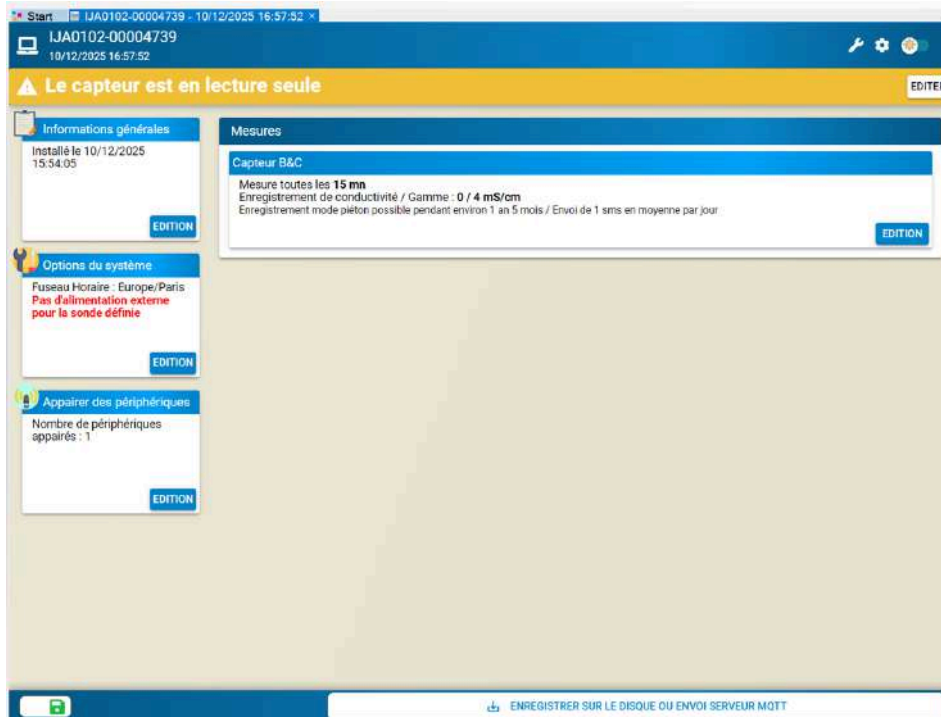 Start IJA0102-00004739 - 10/12/2025 16:57:52 ×
IJA0102-00004739
10/12/2025 16:57:52
Le capteur est en lecture seule
EDITER
Informations générales
Installé le 10/12/2025
15:54:05
EDITION
Options du système
Fuseau Horaire : Europe/Paris
Pas d'alimentation externe
pour la sonde définie
EDITION
Appairer des périphériques
Nombre de périphériques
appairés : 1
EDITION
Mesures
Capteur B&C
Mesure toutes les 15 mn
Enregistrement de conductivité / Gamme : 0 / 4 mS/cm
Enregistrement mode piéton possible pendant environ 1 an 5 mois / Envoi de 1 sms en moyenne par jour
EDITION
ENREGISTRER SUR LE DISQUE OU ENVOI SERVEUR MQTT